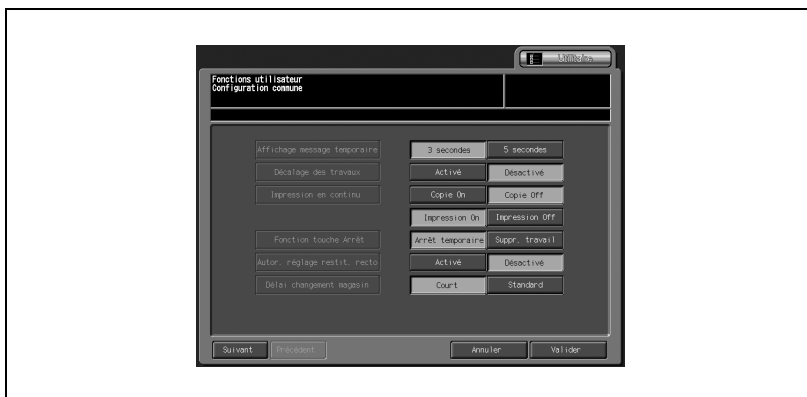 Utilitaire
Fonctions utilisateur
Configuration commune
Affichage message temporaire 3 secondes 5 secondes
Décalage des travaux Activé Désactivé
Impression en continu Copie On Copie Off
Impression On Impression Off
Fonction touche Arrêt Arrêt temporaire Suppr. travail
Autor. réglage restit. recto Activé Désactivé
Délai changement magasin Court Standard
Suivant Précédent Annuler Valider